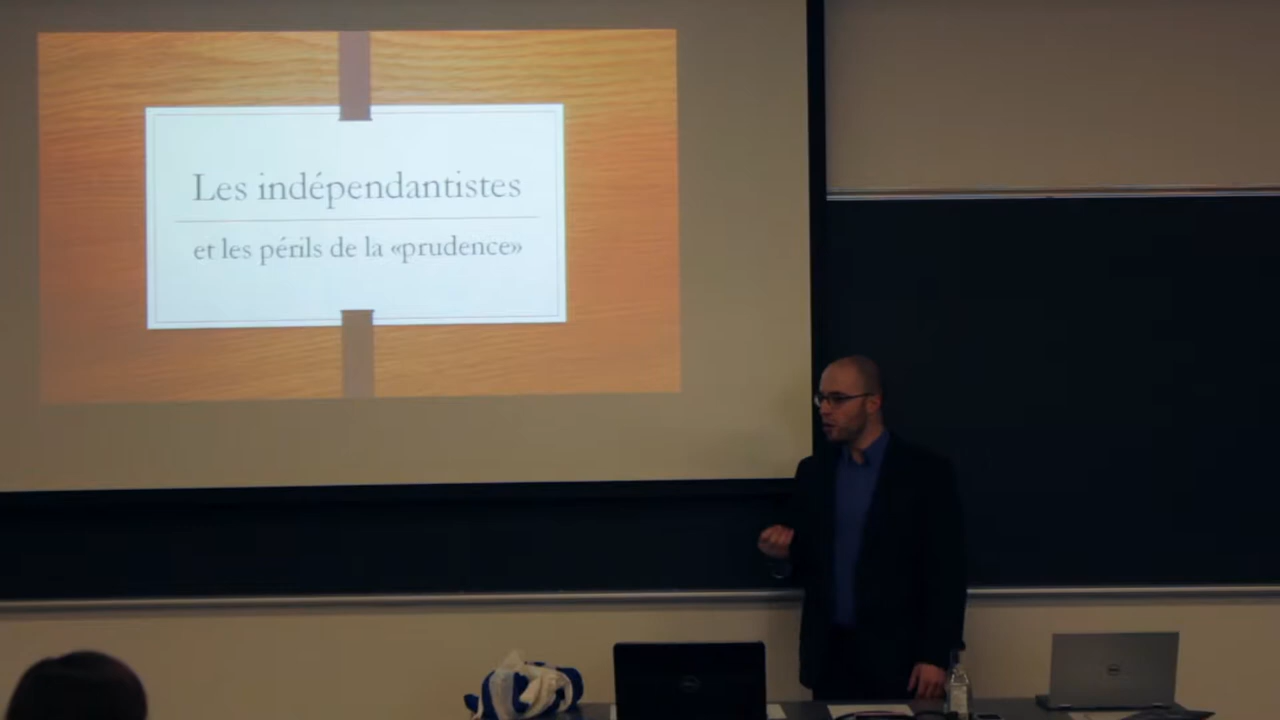 Les indépendantistes
et les périls de la «prudence»